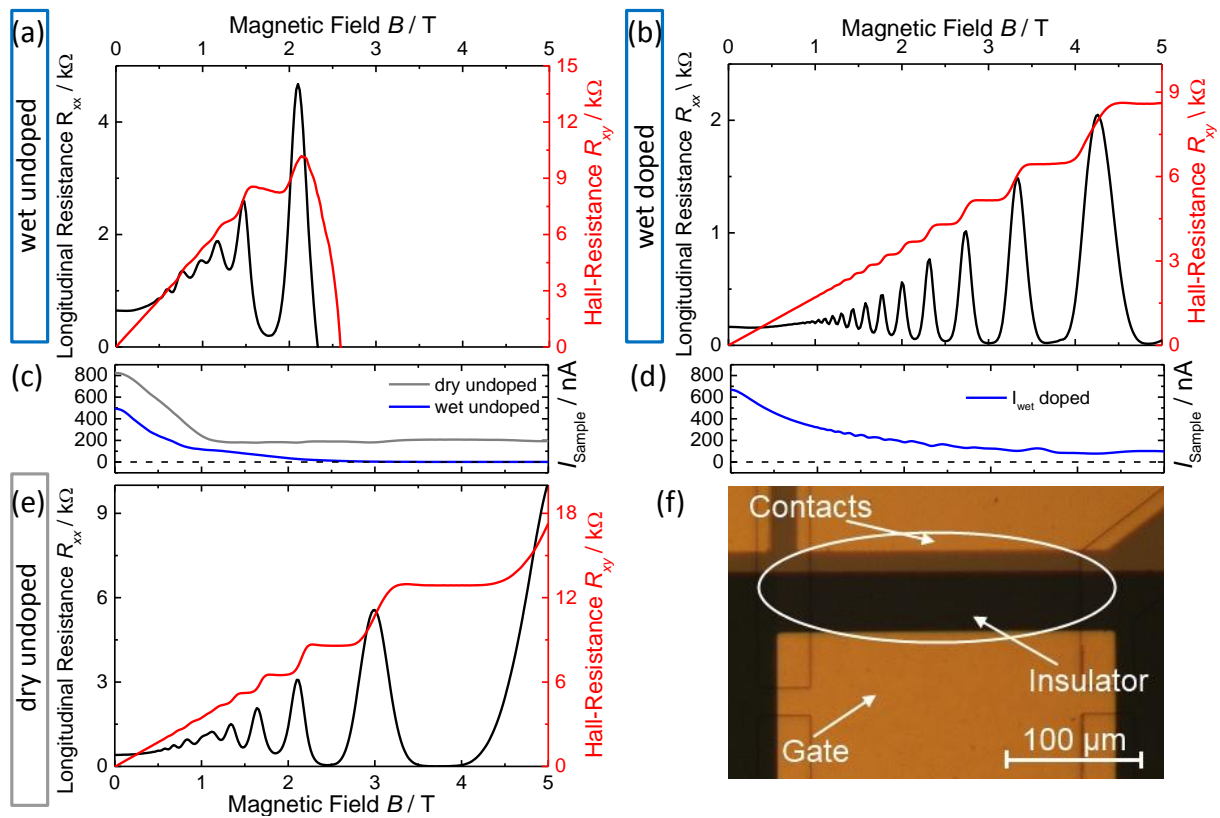 (a)
wet undoped
Magnetic Field B / T
0 1 2 3 4 5
Longitudinal Resistance Rxx / kΩ
0 2 4
Hall-Resistance Rxy / kΩ
0 3 6 9 12 15
(b)
wet doped
Magnetic Field B / T
0 1 2 3 4 5
Longitudinal Resistance Rxx \ kΩ
0 1 2
Hall-Resistance Rxy \ kΩ
0 3 6 9
(c)
800
600
400
200
0
dry undoped
wet undoped
ISample / nA
(d)
800
600
400
200
0
Iwet doped
ISample / nA
(e)
dry undoped
Longitudinal Resistance Rxx / kΩ
0 3 6 9
Hall-Resistance Rxy / kΩ
0 6 12 18
0 1 2 3 4 5
Magnetic Field B / T
(f)
Contacts
Insulator
Gate
100 µm